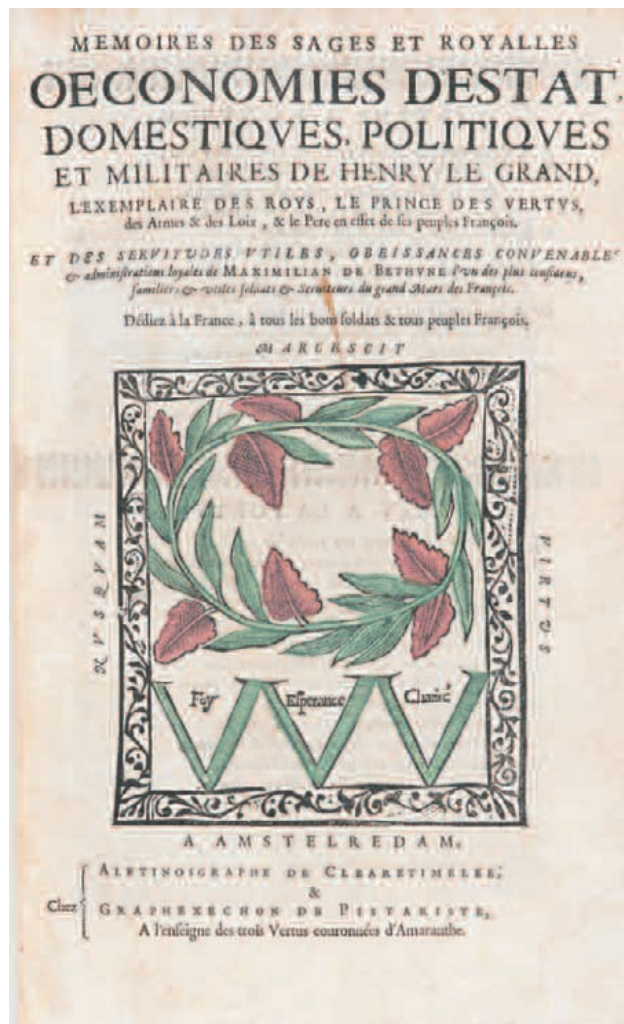 MEMOIRES DES SAGES ET ROYALLES
OECONOMIES D'ESTAT,
DOMESTIQVES, POLITIQVES
ET MILITAIRES DE HENRY LE GRAND,
L'EXEMPLAIRE DES ROYS, LE PRINCE DES VERTVS,
des Armes & des Loix, & le Pere en effet de ses peuples François.
ET DES SERVITVDES VTILES, OBEISSANCES CONVENABLES
& administrations loyales de MAXIMILIAN DE BETHVNE l'vn des plus confidens,
familiers & vtiles soldats & Seruiteurs du grand Mars des François.
Dédiez à la France, à tous les bons soldats & tous peuples François.
MARCESCIT
NVSQVAM
VIRTVS
Foy Esperance Charité
A AMSTELREDAM,
Chez
ALETINOSGRAPHE DE CLEARETIMELEE,
&
GRAPHEXECHON DE PISTARISTE,
A l'enseigne des trois Vertus couronnées d'Amaranthe.